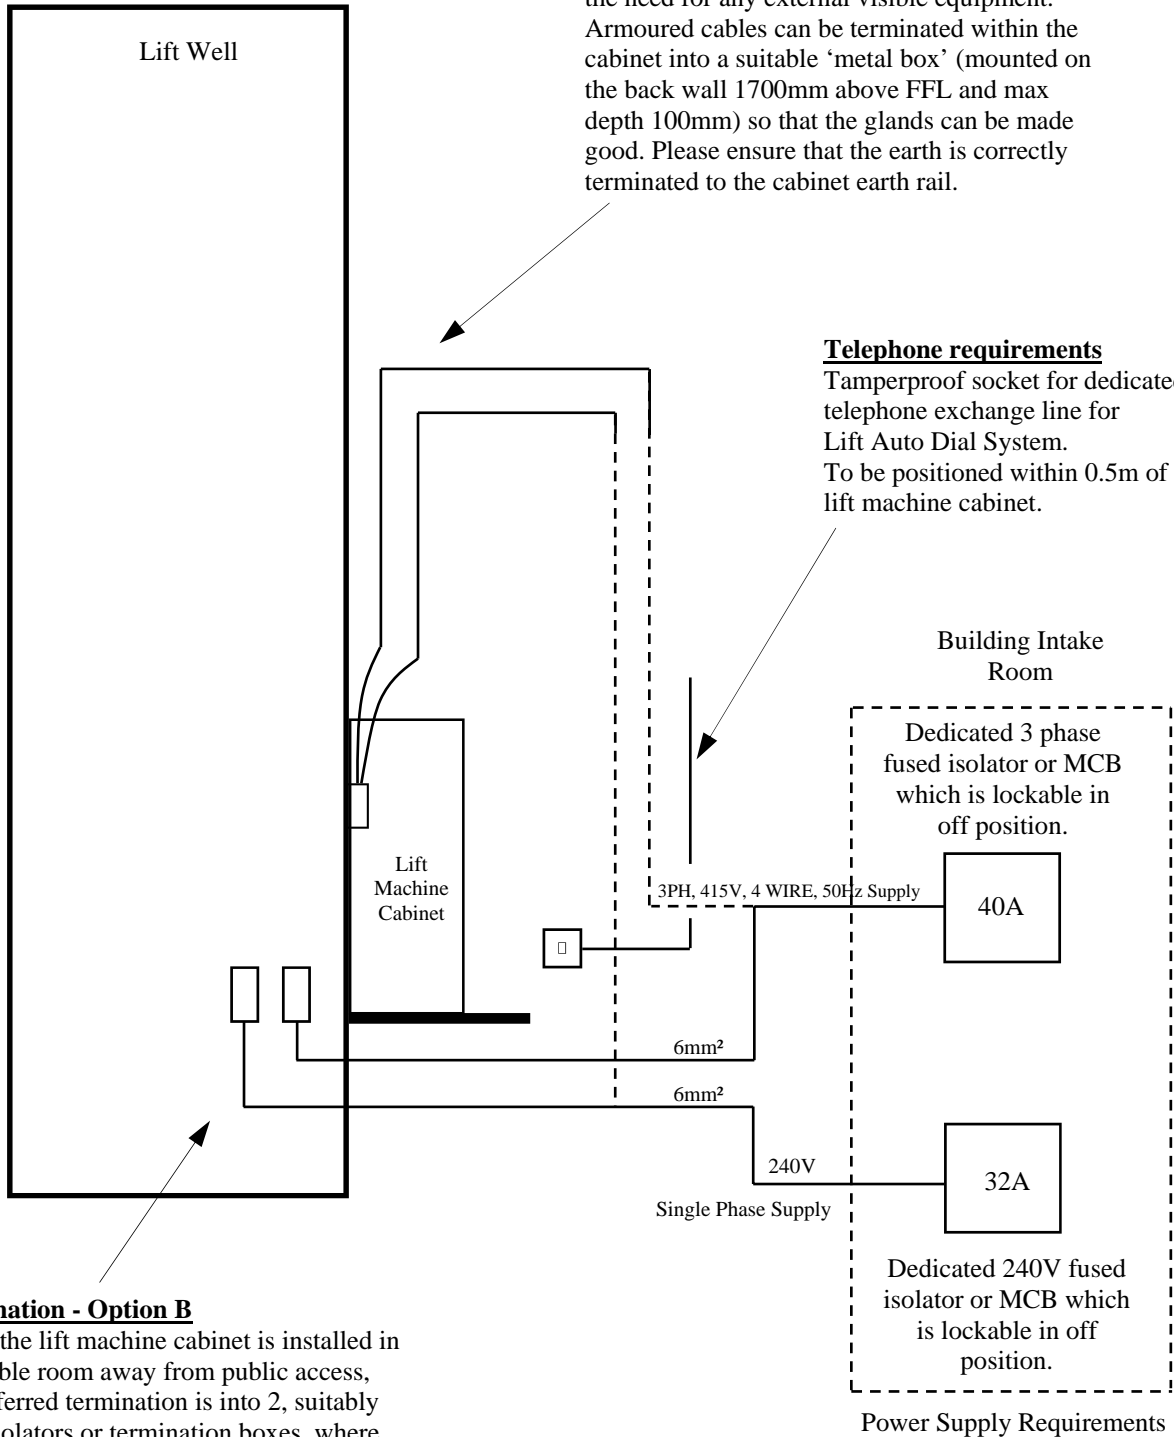 the need for any external visible equipment.
Armoured cables can be terminated within the
cabinet into a suitable ‘metal box’ (mounted on
the back wall 1700mm above FFL and max
depth 100mm) so that the glands can be made
good. Please ensure that the earth is correctly
terminated to the cabinet earth rail.
Lift Well
Telephone requirements
Tamperproof socket for dedicated
telephone exchange line for
Lift Auto Dial System.
To be positioned within 0.5m of
lift machine cabinet.
Building Intake
Room
Dedicated 3 phase
fused isolator or MCB
which is lockable in
off position.
Lift
Machine
Cabinet
3PH, 415V, 4 WIRE, 50Hz Supply
40A
6mm²
6mm²
240V
Single Phase Supply
32A
Dedicated 240V fused
isolator or MCB which
is lockable in off
position.
Power Supply Requirements
nation - Option B
the lift machine cabinet is installed in
ble room away from public access,
ferred termination is into 2, suitably
olators or termination boxes, where